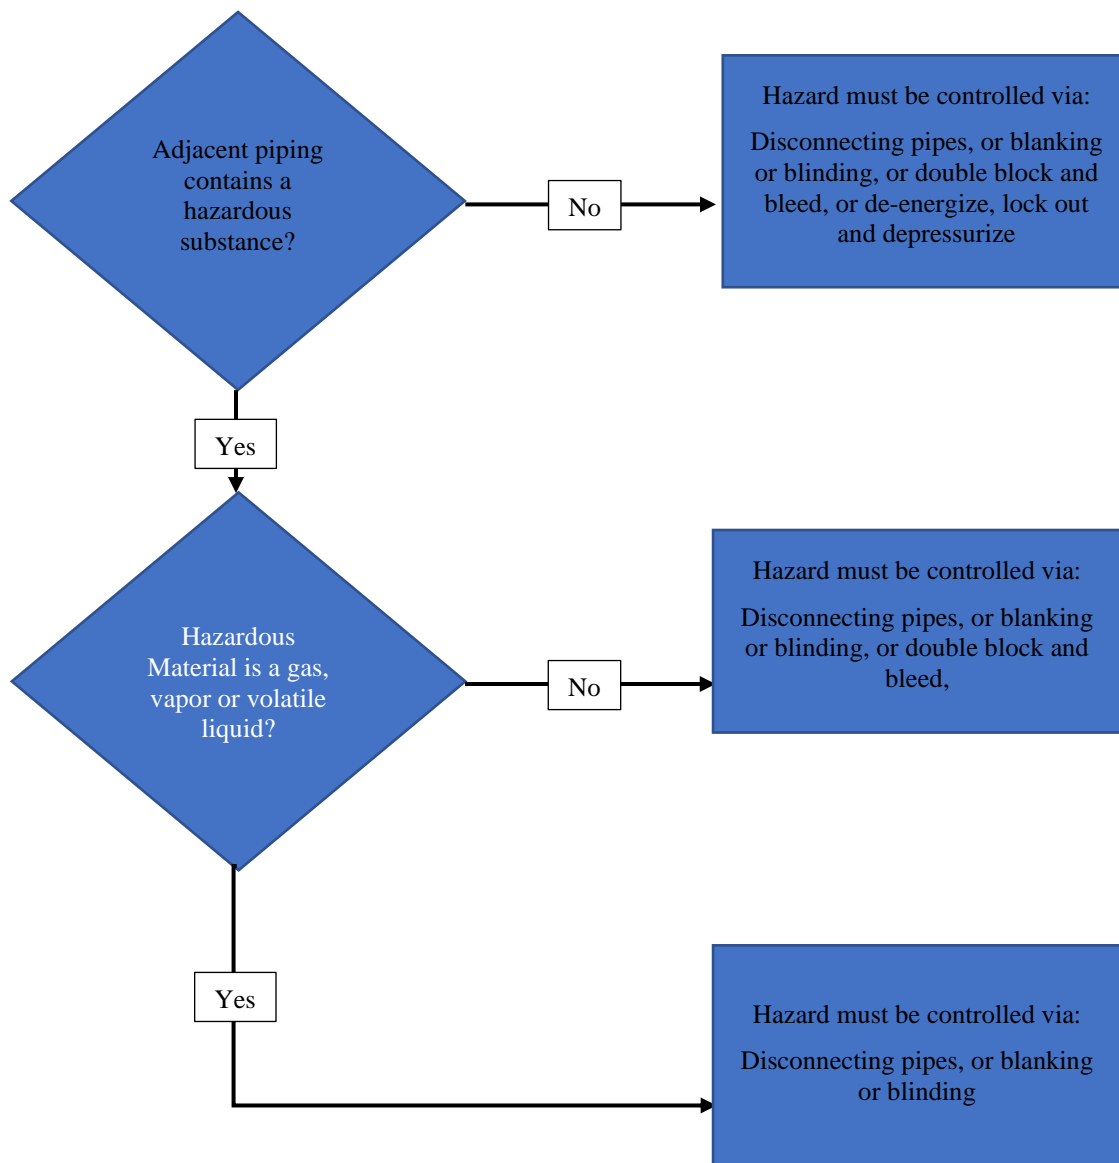 Adjacent piping
contains a
hazardous
substance?
No
Hazard must be controlled via:
Disconnecting pipes, or blanking
or blinding, or double block and
bleed, or de-energize, lock out
and depressurize
Yes
Hazardous
Material is a gas,
vapor or volatile
liquid?
No
Hazard must be controlled via:
Disconnecting pipes, or blanking
or blinding, or double block and
bleed,
Yes
Hazard must be controlled via:
Disconnecting pipes, or blanking
or blinding